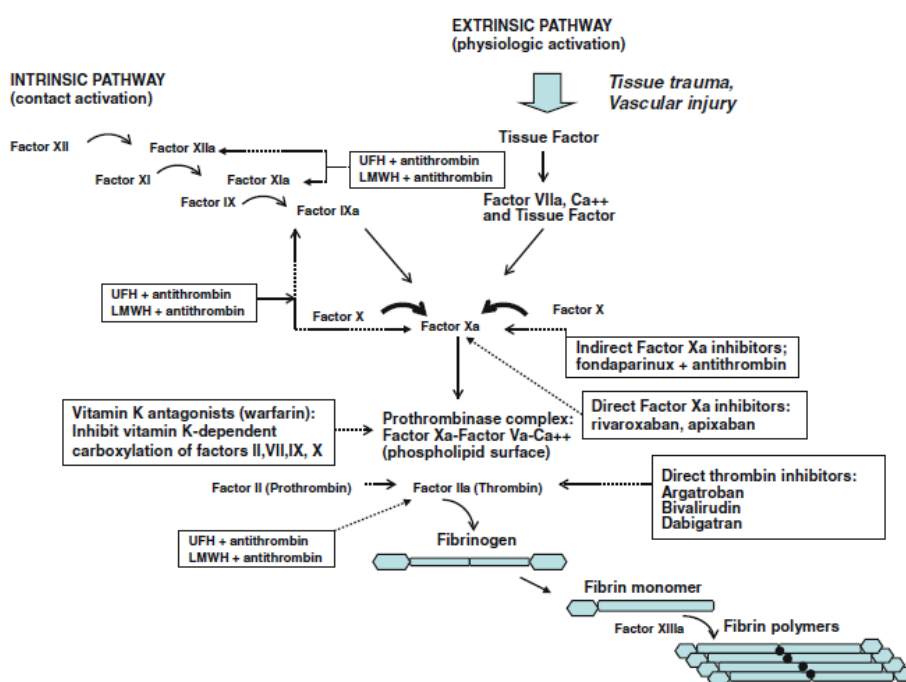 EXTRINSIC PATHWAY
(physiologic activation)
INTRINSIC PATHWAY
(contact activation)
Tissue trauma,
Vascular injury
Factor XII
Factor XIIa
Tissue Factor
UFH + antithrombin
LMWH + antithrombin
Factor XI
Factor XIa
Factor IX
Factor IXa
Factor VIIa, Ca++
and Tissue Factor
UFH + antithrombin
LMWH + antithrombin
Factor X
Factor Xa
Factor X
Indirect Factor Xa inhibitors;
fondaparinux + antithrombin
Direct Factor Xa inhibitors:
rivaroxaban, apixaban
Vitamin K antagonists (warfarin):
Inhibit vitamin K-dependent
carboxylation of factors II,VII,IX, X
Prothrombinase complex:
Factor Xa-Factor Va-Ca++
(phospholipid surface)
Factor II (Prothrombin)
Factor IIa (Thrombin)
Direct thrombin inhibitors:
Argatroban
Bivalirudin
Dabigatran
UFH + antithrombin
LMWH + antithrombin
Fibrinogen
Fibrin monomer
Factor XIIIa
Fibrin polymers